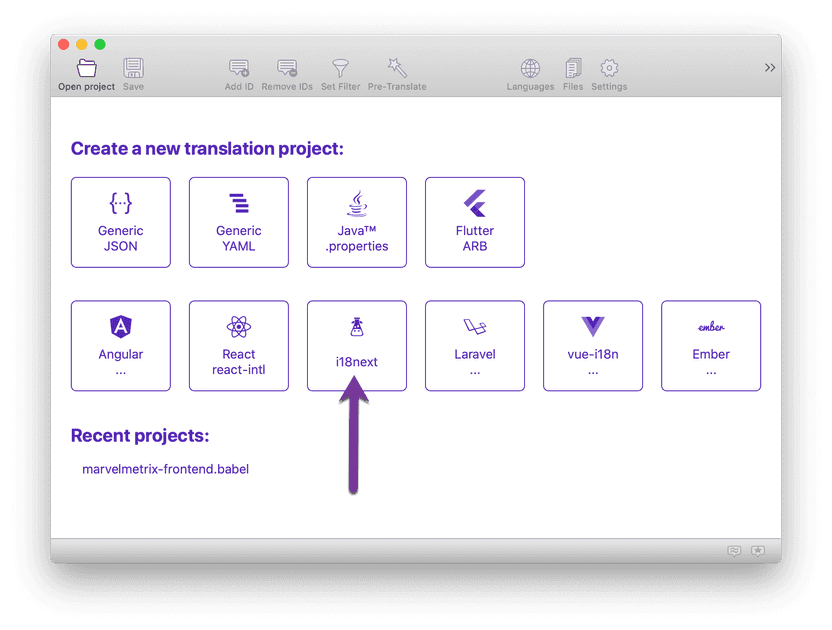 Open project Save Add ID Remove IDs Set Filter Pre-Translate Languages Files Settings
Create a new translation project:
Generic
JSON
Generic
YAML
Java™
.properties
Flutter
ARB
Angular
...
React
react-intl
i18next
Laravel
...
vue-i18n
...
ember
Ember
...
Recent projects:
marvelmetrix-frontend.babel